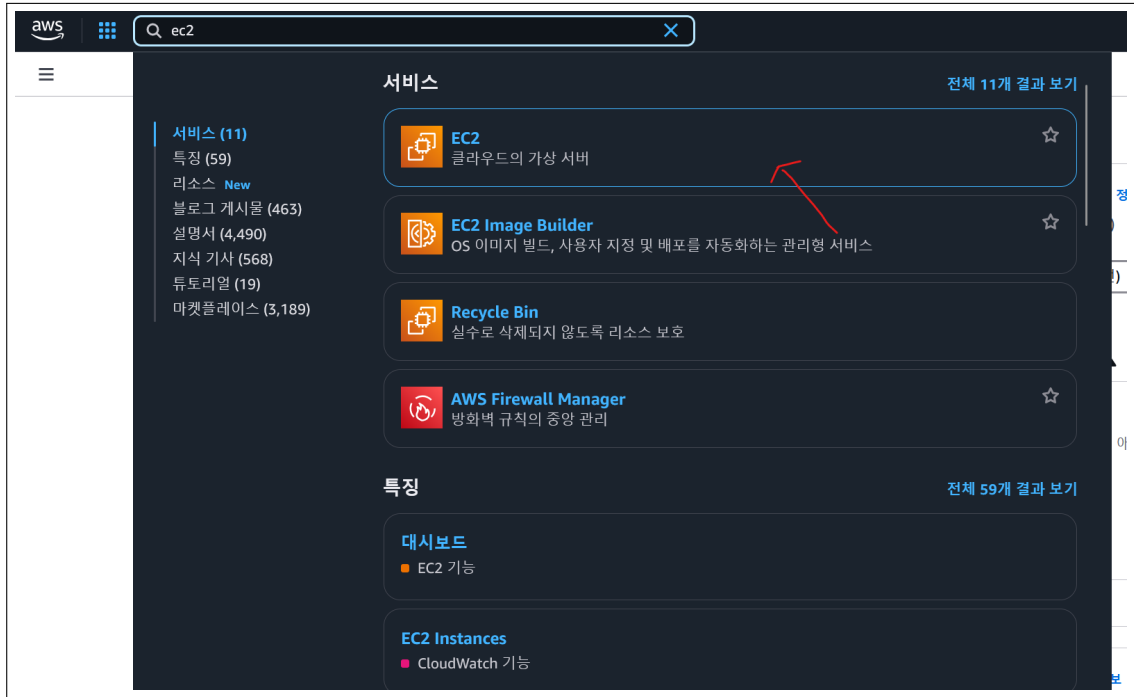 aws
ec2
서비스 (11)
특징 (59)
리소스 New
블로그 게시물 (463)
설명서 (4,490)
지식 기사 (568)
튜토리얼 (19)
마켓플레이스 (3,189)
서비스
전체 11개 결과 보기
EC2
클라우드의 가상 서버
EC2 Image Builder
OS 이미지 빌드, 사용자 지정 및 배포를 자동화하는 관리형 서비스
Recycle Bin
실수로 삭제되지 않도록 리소스 보호
AWS Firewall Manager
방화벽 규칙의 중앙 관리
특징
전체 59개 결과 보기
대시보드
EC2 기능
EC2 Instances
CloudWatch 기능